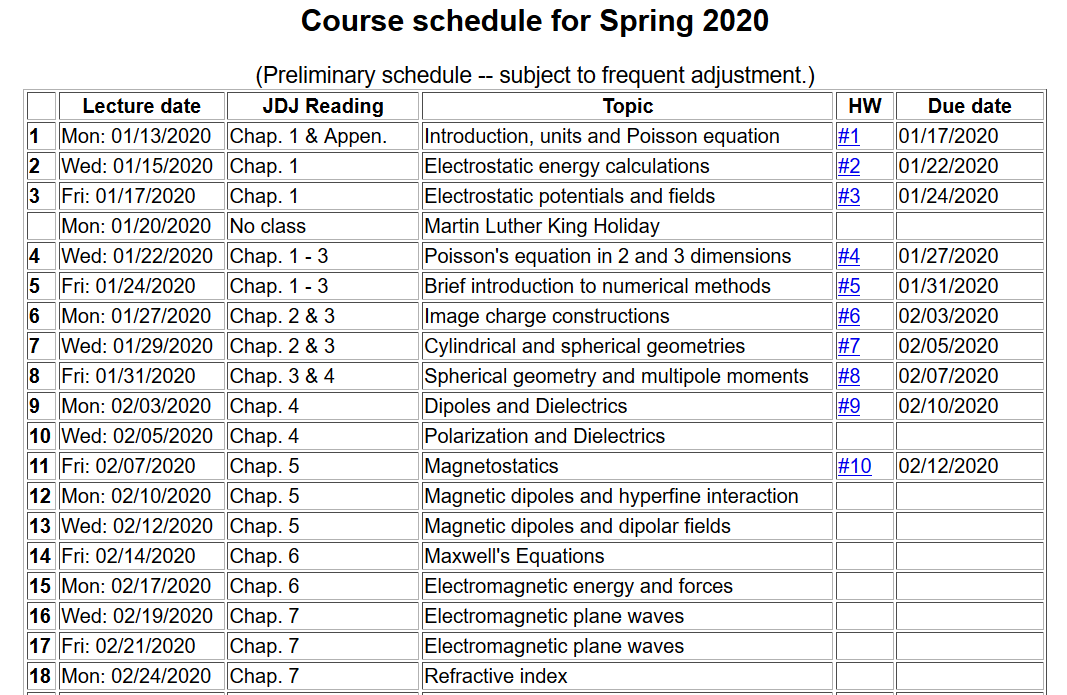 Course schedule for Spring 2020
(Preliminary schedule -- subject to frequent adjustment.)
Lecture date JDJ Reading Topic HW Due date
1 Mon: 01/13/2020 Chap. 1 & Appen. Introduction, units and Poisson equation #1 01/17/2020
2 Wed: 01/15/2020 Chap. 1 Electrostatic energy calculations #2 01/22/2020
3 Fri: 01/17/2020 Chap. 1 Electrostatic potentials and fields #3 01/24/2020
Mon: 01/20/2020 No class Martin Luther King Holiday
4 Wed: 01/22/2020 Chap. 1 - 3 Poisson's equation in 2 and 3 dimensions #4 01/27/2020
5 Fri: 01/24/2020 Chap. 1 - 3 Brief introduction to numerical methods #5 01/31/2020
6 Mon: 01/27/2020 Chap. 2 & 3 Image charge constructions #6 02/03/2020
7 Wed: 01/29/2020 Chap. 2 & 3 Cylindrical and spherical geometries #7 02/05/2020
8 Fri: 01/31/2020 Chap. 3 & 4 Spherical geometry and multipole moments #8 02/07/2020
9 Mon: 02/03/2020 Chap. 4 Dipoles and Dielectrics #9 02/10/2020
10 Wed: 02/05/2020 Chap. 4 Polarization and Dielectrics
11 Fri: 02/07/2020 Chap. 5 Magnetostatics #10 02/12/2020
12 Mon: 02/10/2020 Chap. 5 Magnetic dipoles and hyperfine interaction
13 Wed: 02/12/2020 Chap. 5 Magnetic dipoles and dipolar fields
14 Fri: 02/14/2020 Chap. 6 Maxwell's Equations
15 Mon: 02/17/2020 Chap. 6 Electromagnetic energy and forces
16 Wed: 02/19/2020 Chap. 7 Electromagnetic plane waves
17 Fri: 02/21/2020 Chap. 7 Electromagnetic plane waves
18 Mon: 02/24/2020 Chap. 7 Refractive index